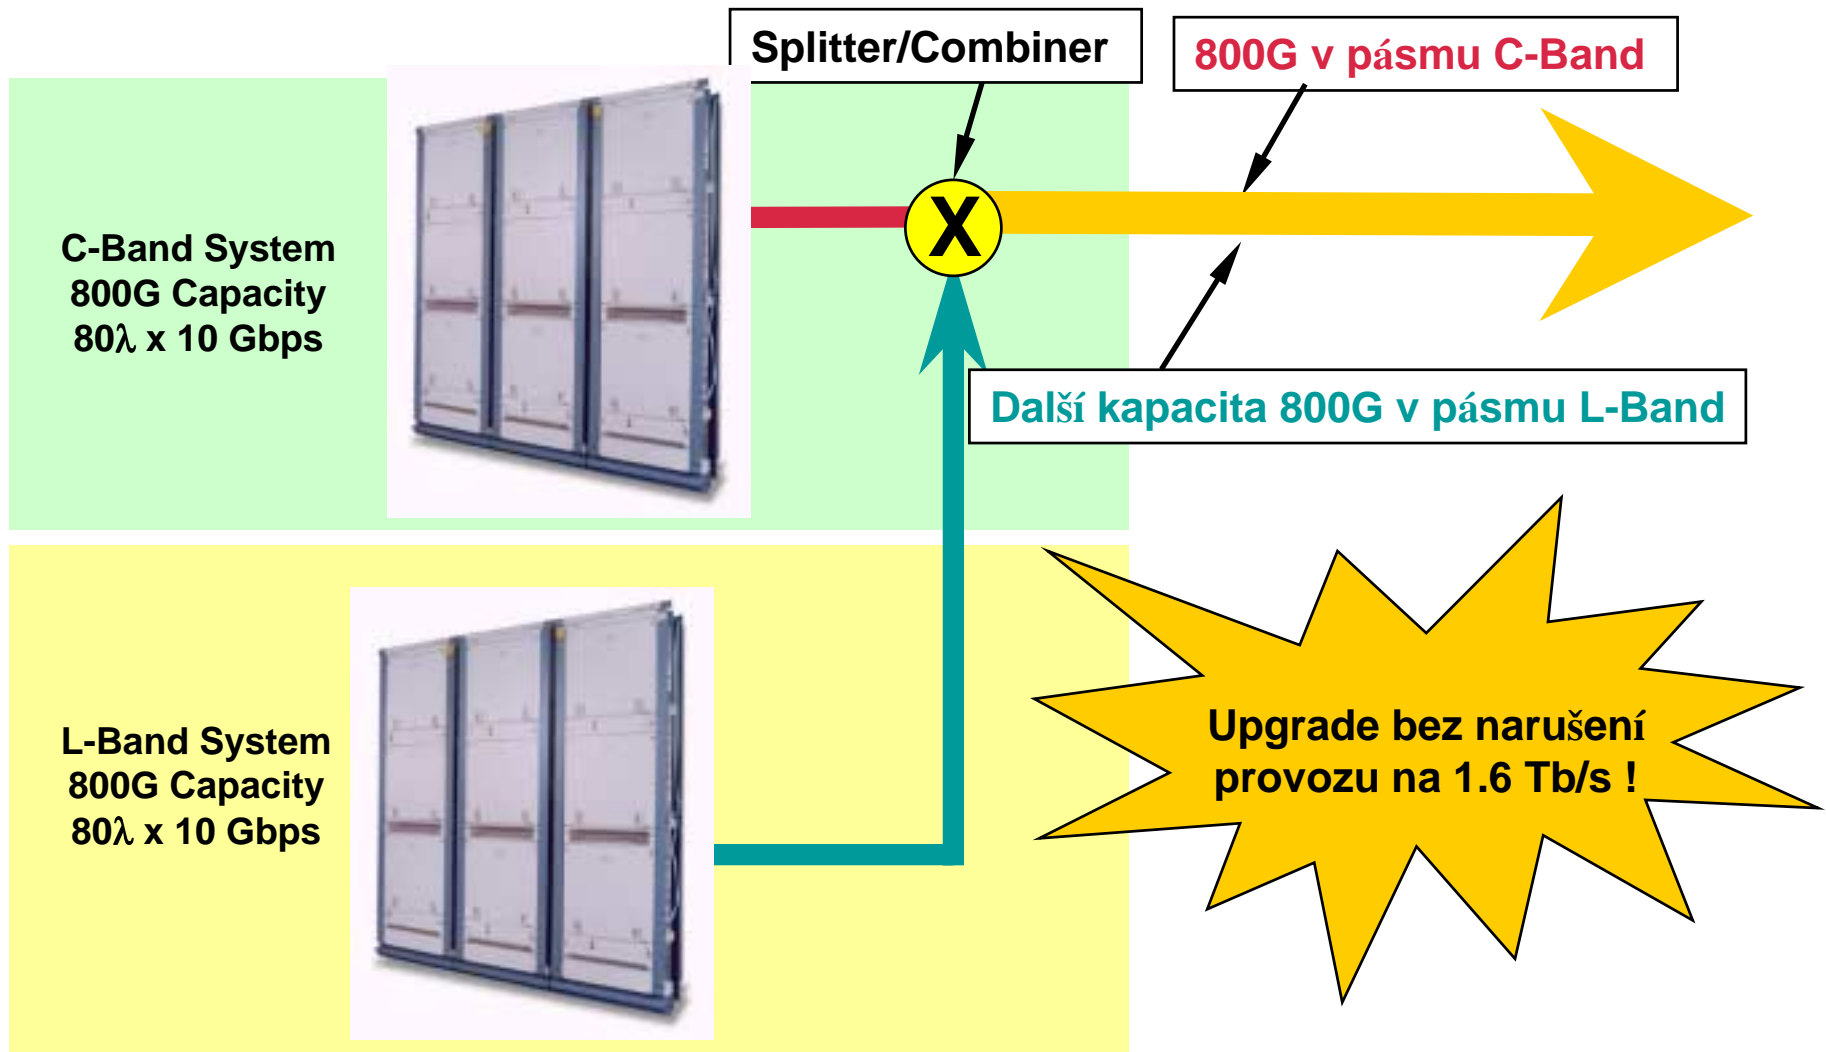 Splitter/Combiner
800G v pásmu C-Band
C-Band System
800G Capacity
80λ x 10 Gbps
X
Další kapacita 800G v pásmu L-Band
L-Band System
800G Capacity
80λ x 10 Gbps
Upgrade bez narušení
provozu na 1.6 Tb/s !